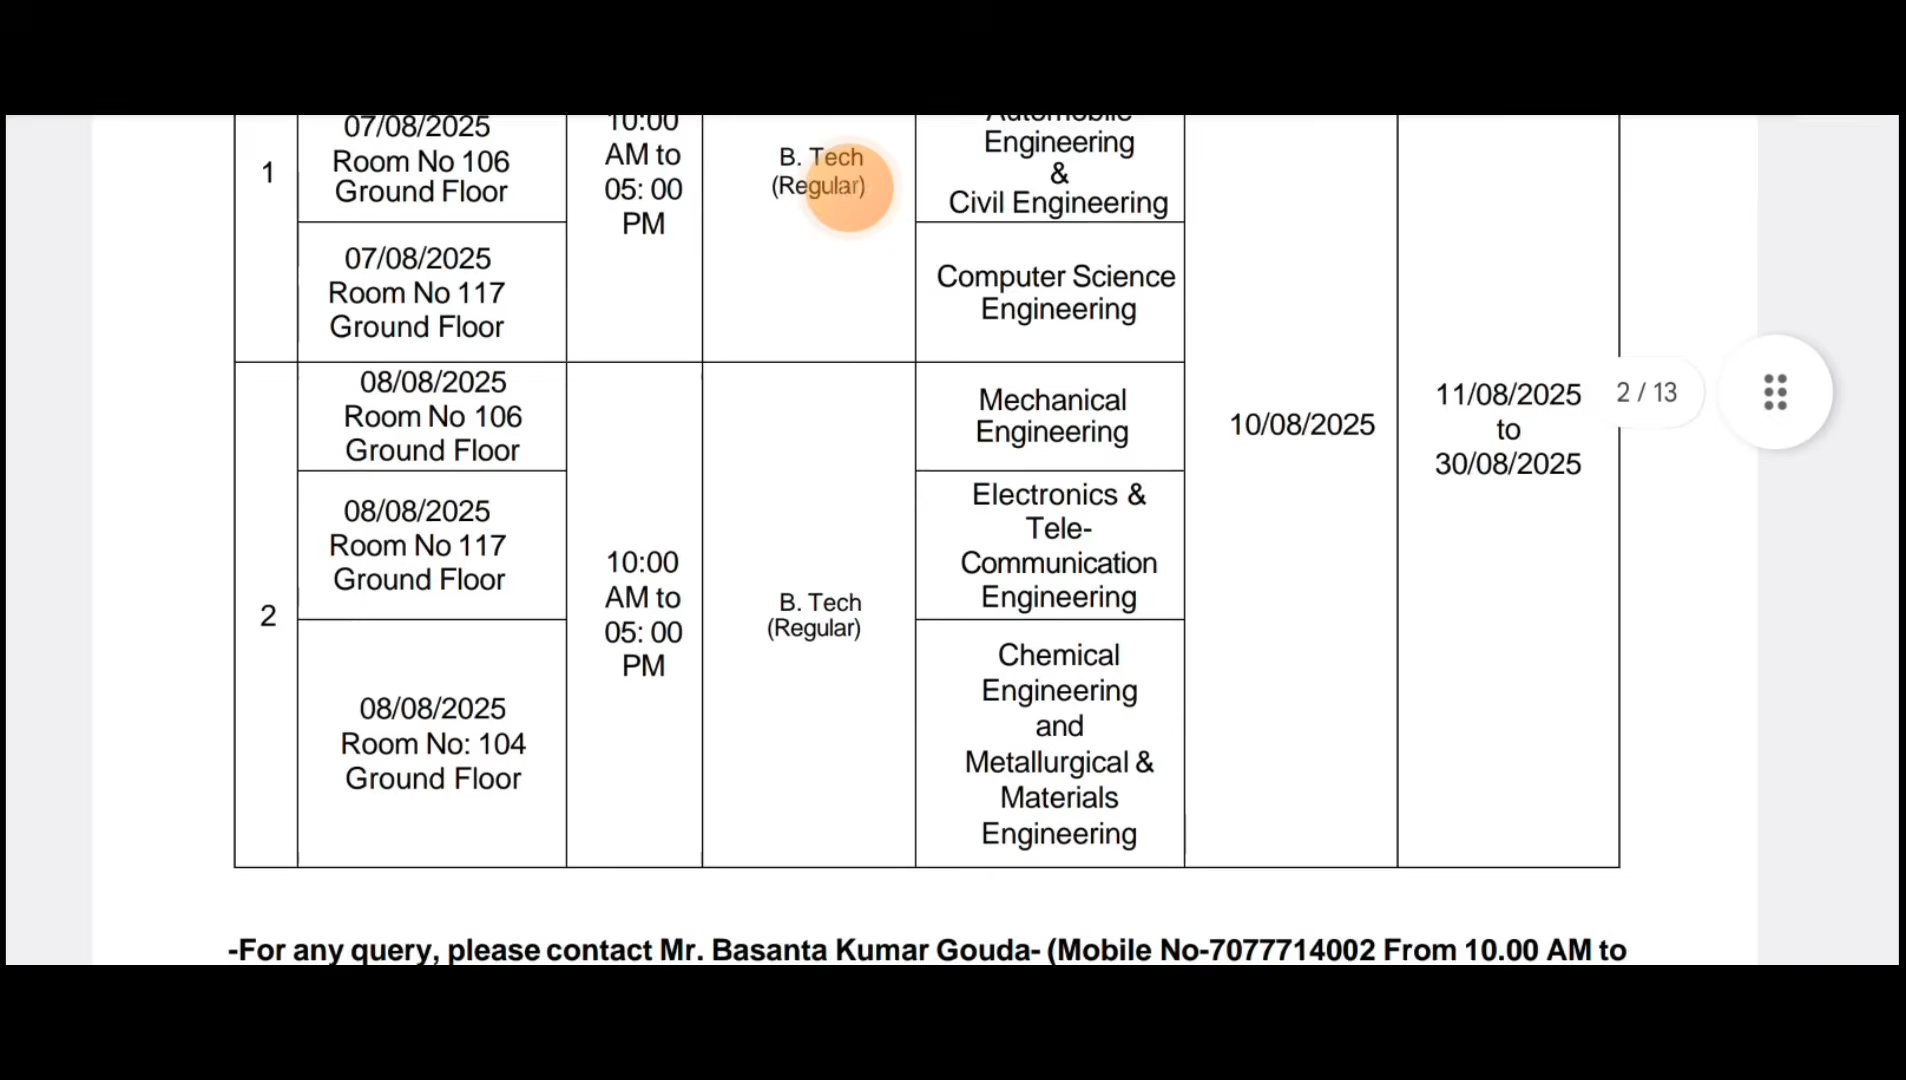 1
07/08/2025
Room No 106
Ground Floor
10:00
AM to
05: 00
PM
B. Tech
(Regular)
Automobile
Engineering
&
Civil Engineering
07/08/2025
Room No 117
Ground Floor
Computer Science
Engineering
2
08/08/2025
Room No 106
Ground Floor
Mechanical
Engineering
08/08/2025
Room No 117
Ground Floor
10:00
AM to
05: 00
PM
B. Tech
(Regular)
Electronics &
Tele-
Communication
Engineering
08/08/2025
Room No: 104
Ground Floor
Chemical
Engineering
and
Metallurgical &
Materials
Engineering
10/08/2025
11/08/2025
to
30/08/2025
2 / 13
-For any query, please contact Mr. Basanta Kumar Gouda- (Mobile No-7077714002 From 10.00 AM to